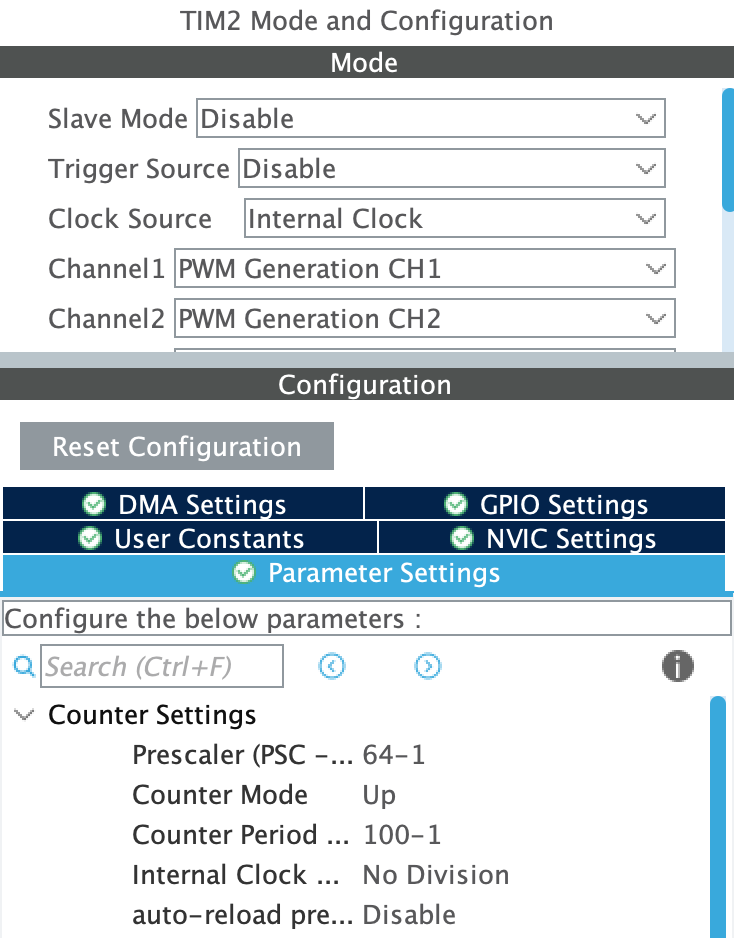 TIM2 Mode and Configuration
Mode
Slave Mode Disable
Trigger Source Disable
Clock Source Internal Clock
Channel1 PWM Generation CH1
Channel2 PWM Generation CH2
Configuration
Reset Configuration
DMA Settings GPIO Settings
User Constants NVIC Settings
Parameter Settings
Configure the below parameters :
Search (Ctrl+F) i
Counter Settings
Prescaler (PSC -... 64-1
Counter Mode Up
Counter Period ... 100-1
Internal Clock ... No Division
auto-reload pre... Disable